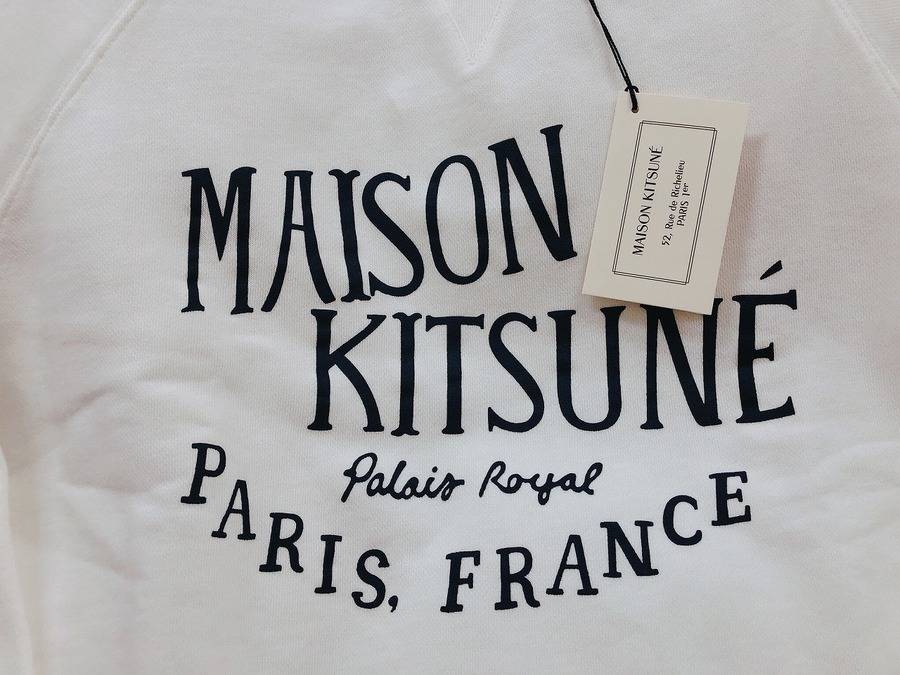 MAISON
KITSUNÉ
Palais Royal
PARIS, FRANCE
MAISON KITSUNÉ
52, Rue de Richelieu
PARIS 1er